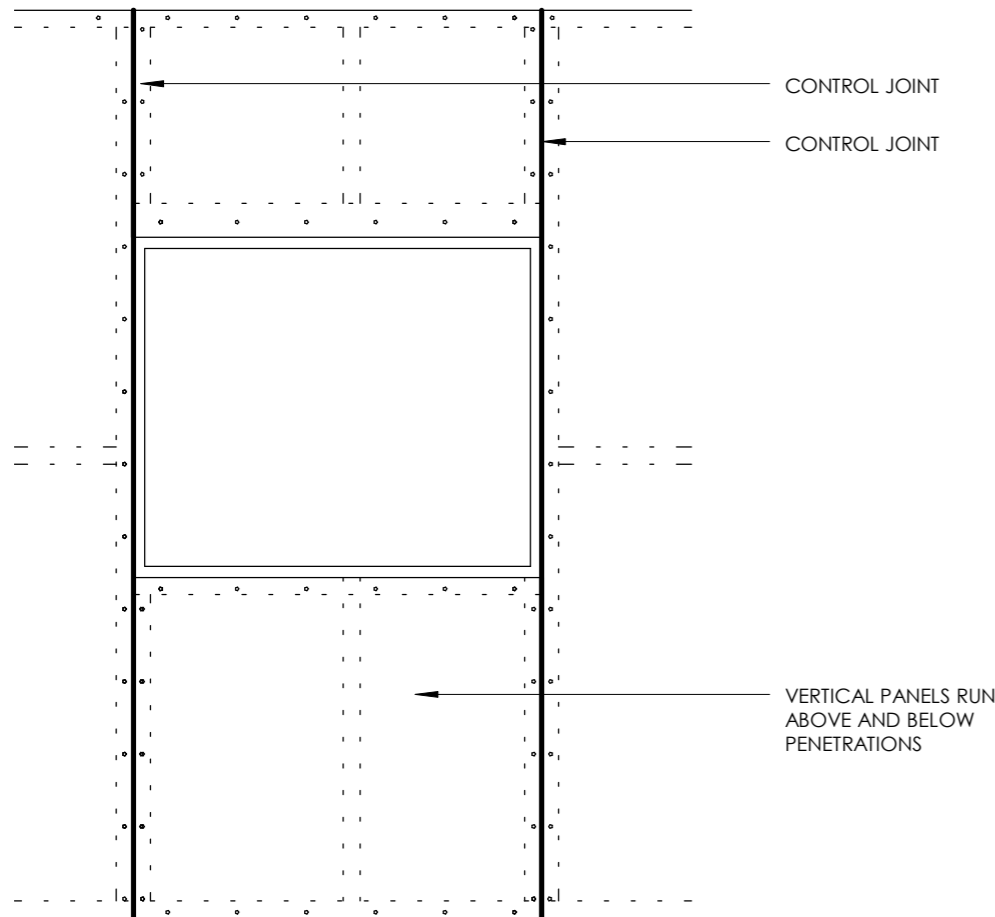 CONTROL JOINT
CONTROL JOINT
VERTICAL PANELS RUN
ABOVE AND BELOW
PENETRATIONS